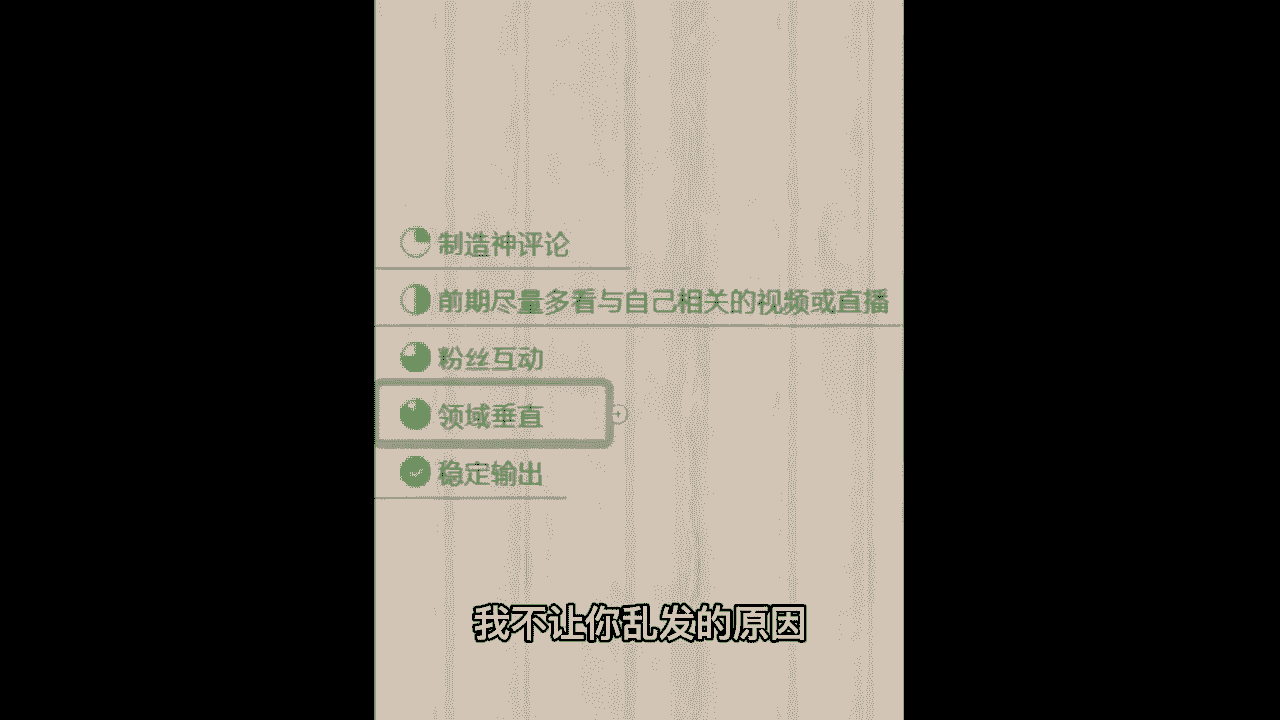 制造神评论
前期尽量多看与自己相关的视频或直播
粉丝互动
领域垂直
稳定输出
我不让你乱发的原因